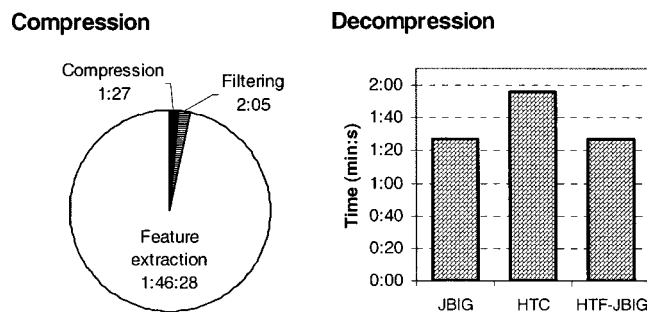 Compression
Compression
1:27
Filtering
2:05
Feature
extraction
1:46:28
Decompression
Time (min:s)
2:00
1:40
1:20
1:00
0:40
0:20
0:00
JBIG
HTC
HTF-JBIG